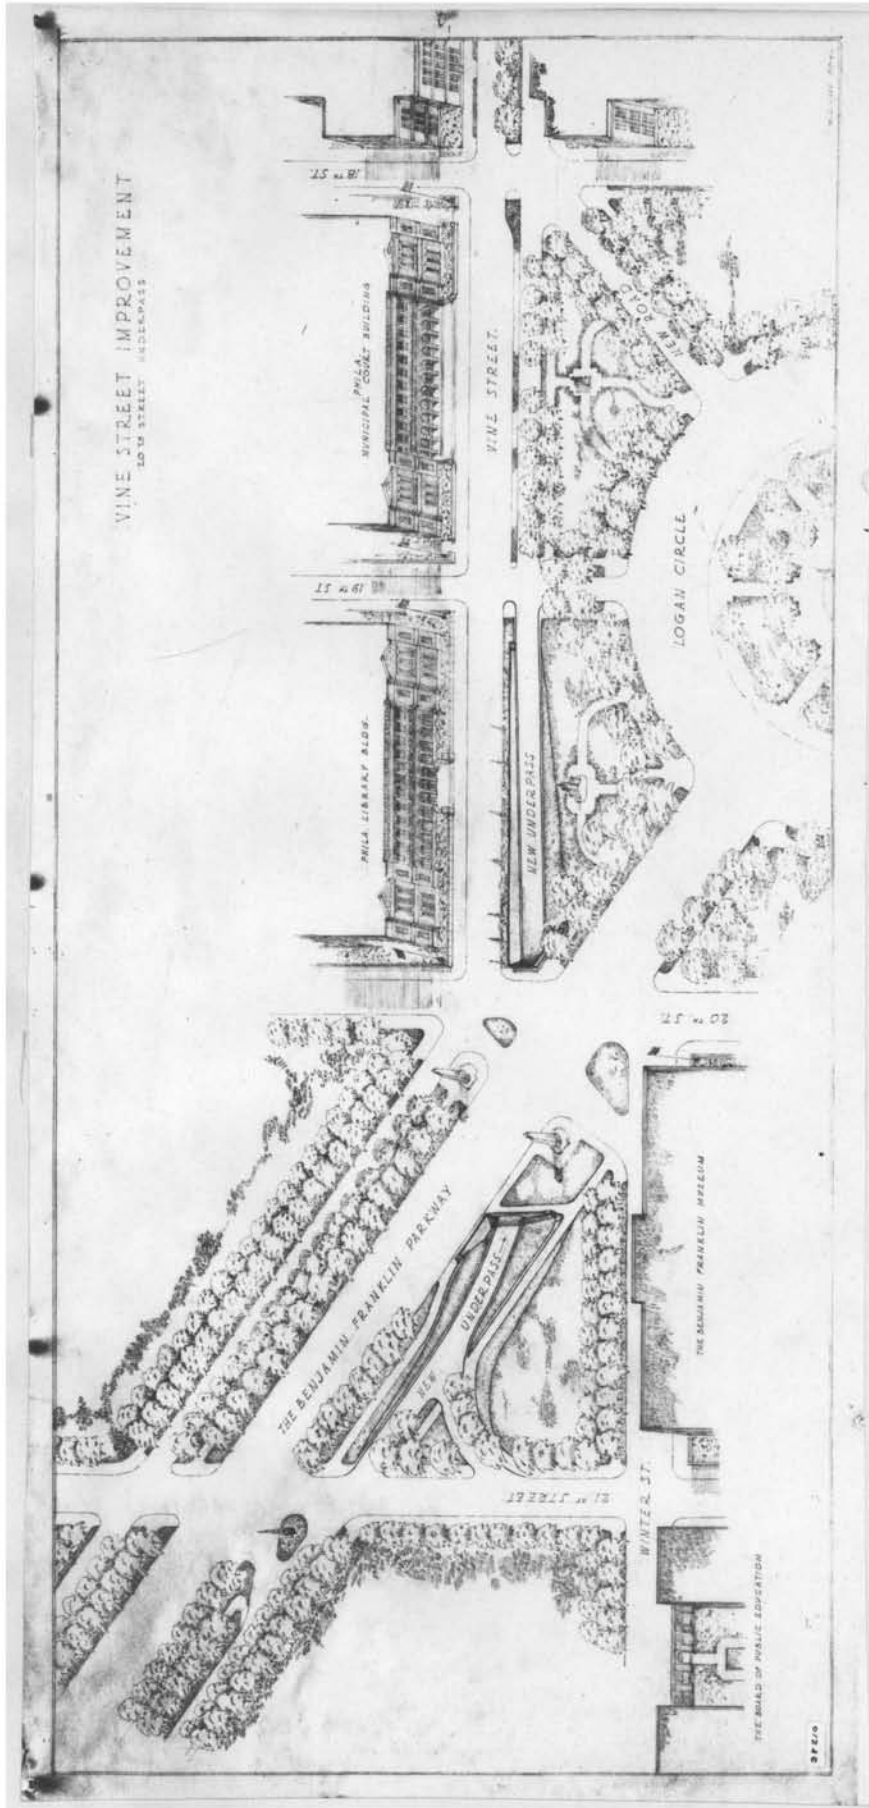 VINE STREET IMPROVEMENT
20TH STREET UNDERPASS
18TH ST.
PHILA.
MUNICIPAL COURT BUILDING
VINE STREET.
NEW ROAD
19TH ST
LOGAN CIRCLE
PHILA. LIBRARY BLDG.
NEW UNDERPASS
20TH ST.
THE BENJAMIN FRANKLIN PARKWAY
NEW UNDERPASS
THE BENJAMIN FRANKLIN MUSEUM
21ST STREET
WINTER ST.
THE BOARD OF PUBLIC EDUCATION